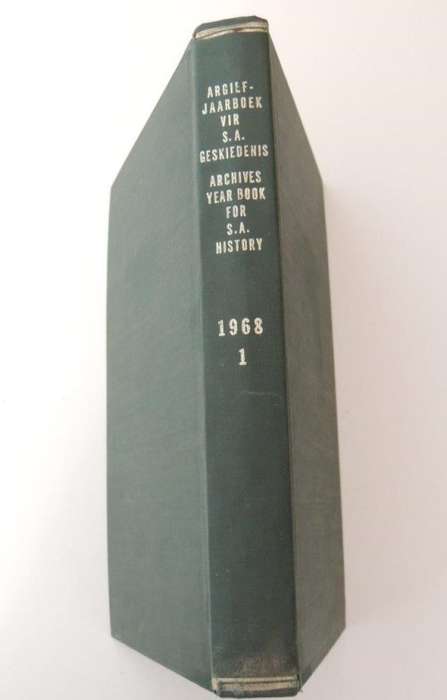 ARGIEF-
JAARBOEK
VIR
S.A.
GESKIEDENIS
ARCHIVES
YEAR BOOK
FOR
S.A.
HISTORY
1968
1